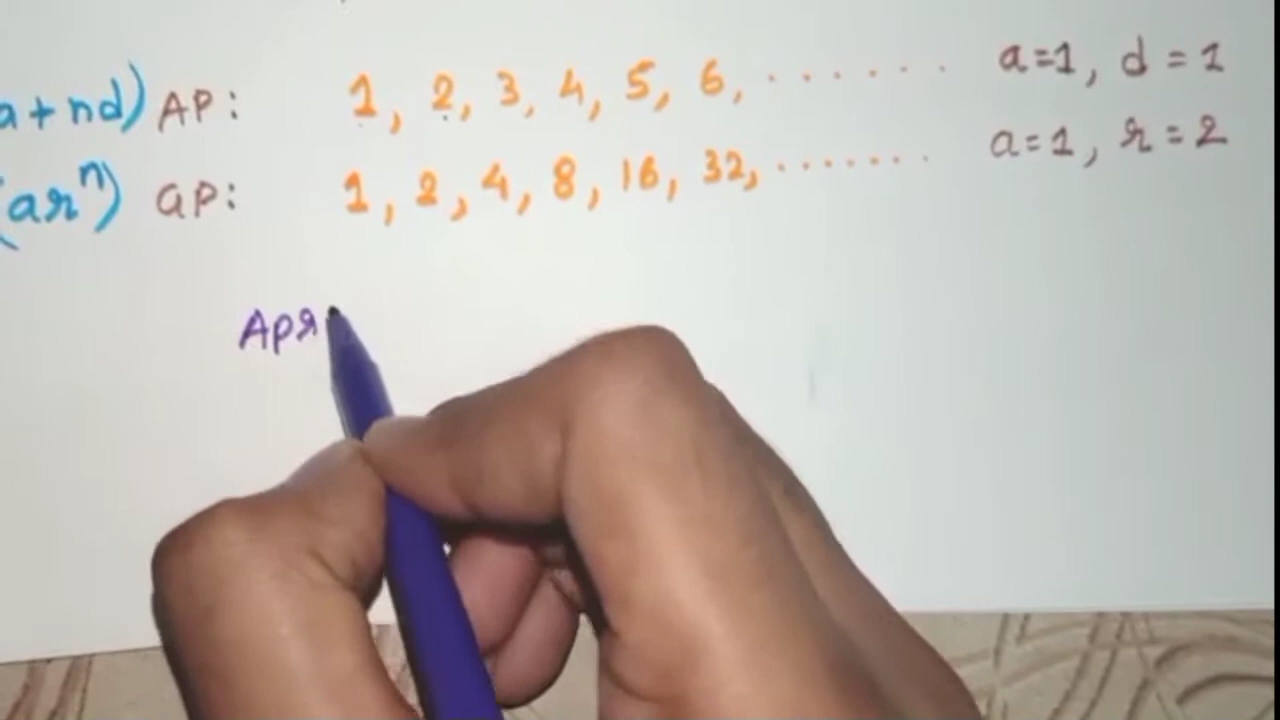 a+nd) AP: 1, 2, 3, 4, 5, 6, ....... a=1, d=1
(ar^n) GP: 1, 2, 4, 8, 16, 32, ....... a=1, r=2
Apr